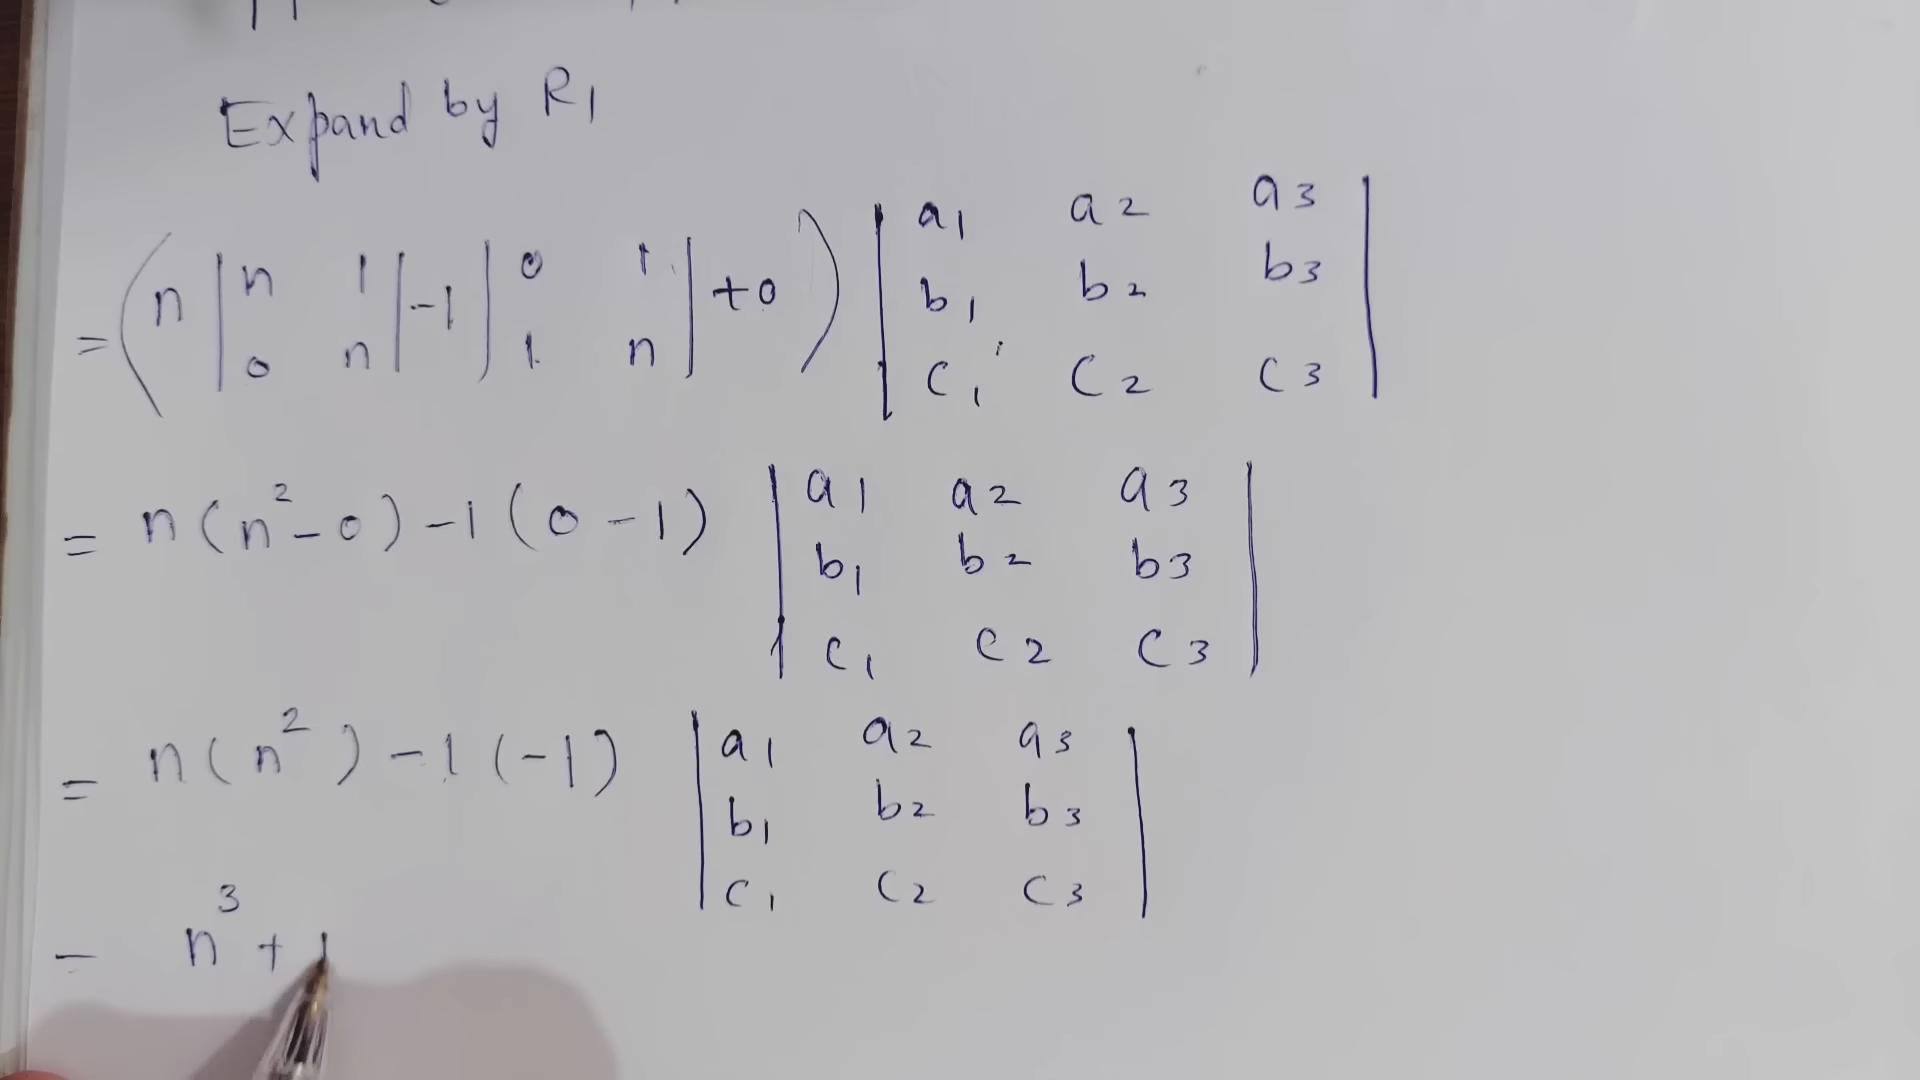 Expand by R1
= ( n | n 1 | -1 | 0 1 | +0 ) | a1 a2 a3 |
| 0 n | | 1 n | | b1 b2 b3 |
| c1 c2 c3 |
= n(n²-0)-1(0-1) | a1 a2 a3 |
| b1 b2 b3 |
| c1 c2 c3 |
= n(n²)-1(-1) | a1 a2 a3 |
| b1 b2 b3 |
| c1 c2 c3 |
- n³+1